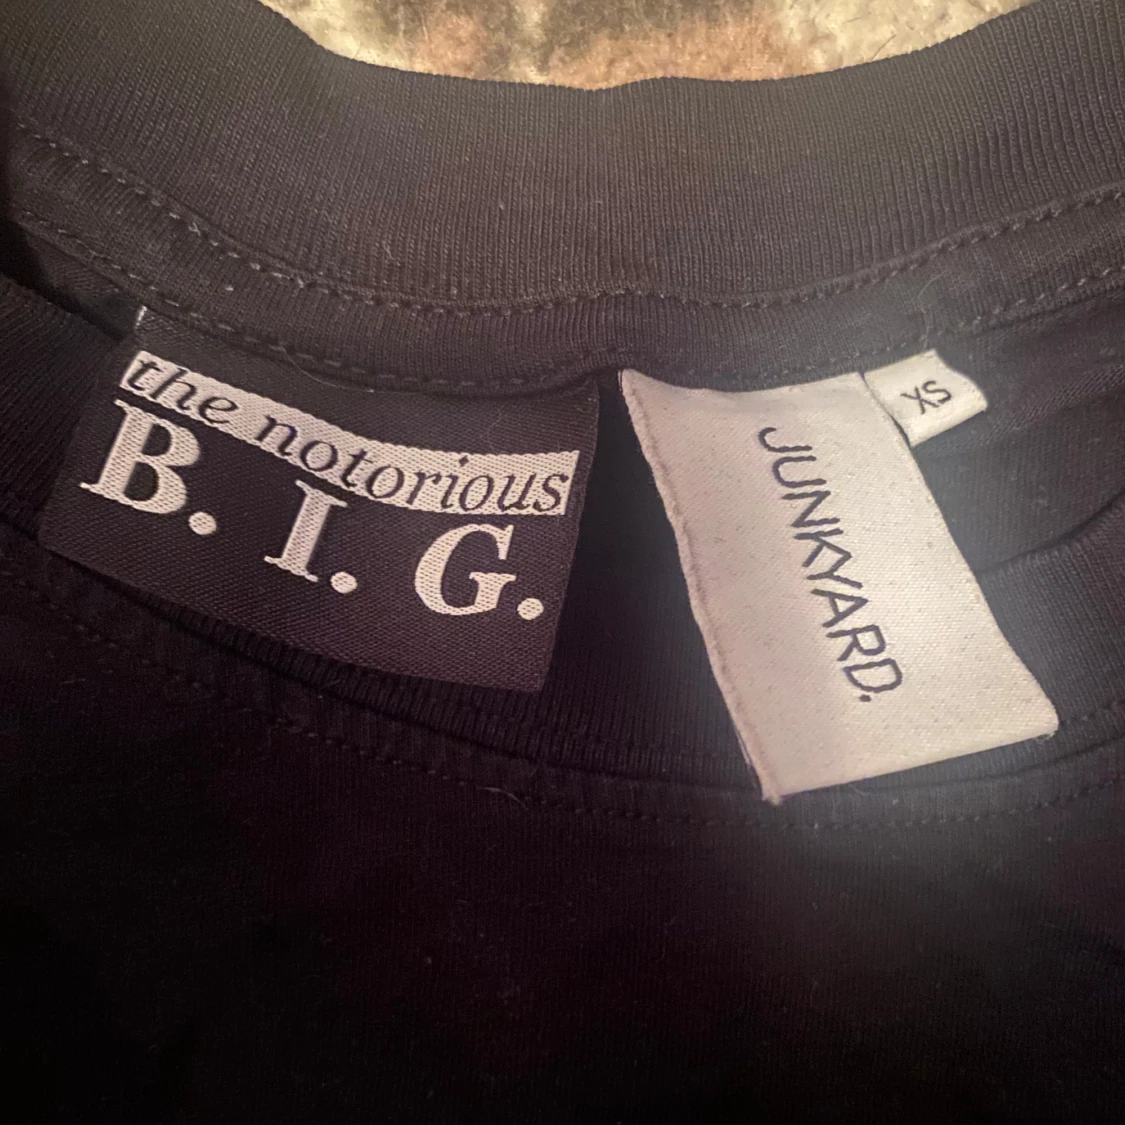 the notorious
B. I. G.
JUNKYARD.
XS